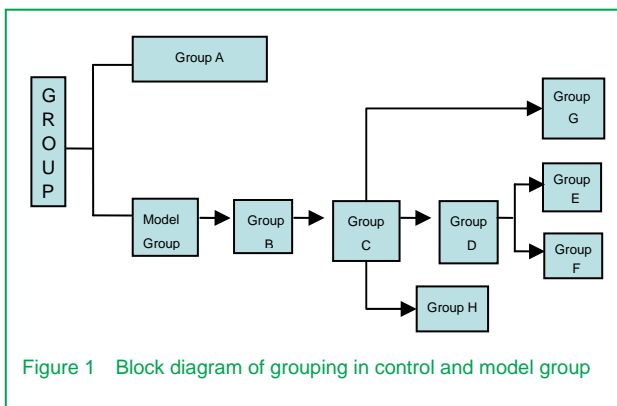 Group A
G
R
O
U
P
Group
G
Group
E
Model
Group
Group
B
Group
C
Group
D
Group
F
Group H
Figure 1 Block diagram of grouping in control and model group